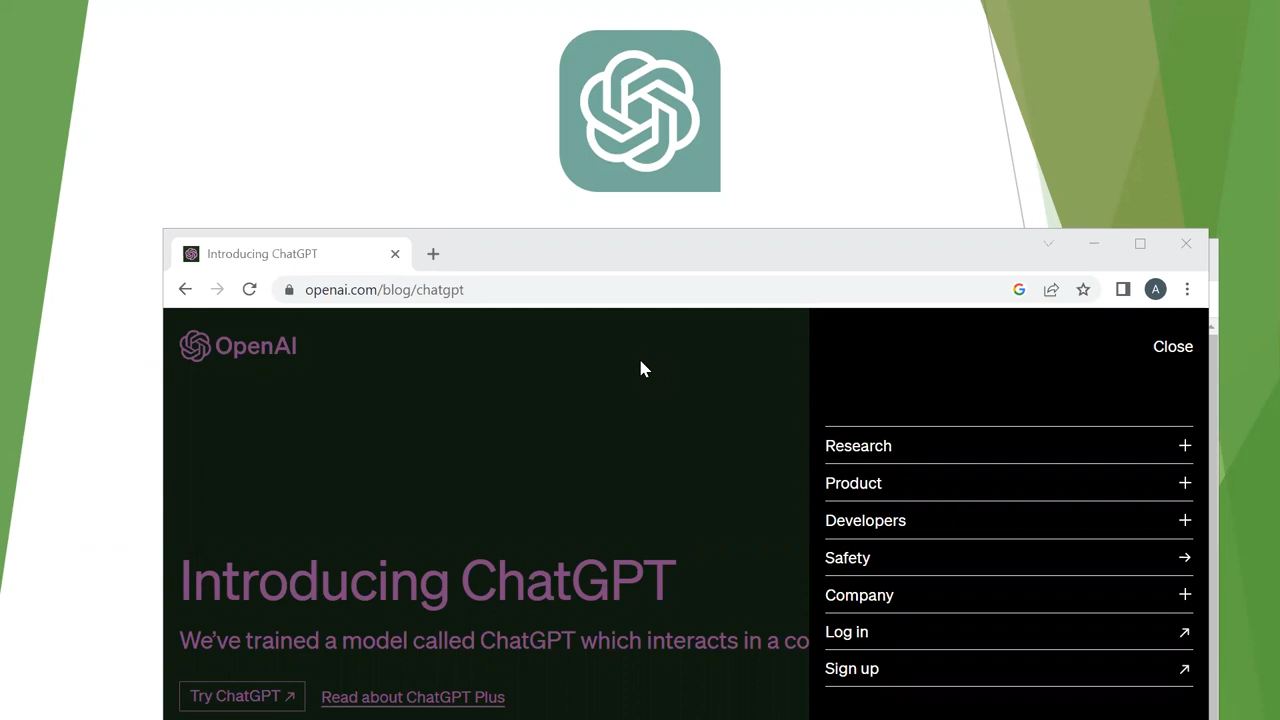 Introducing ChatGPT
openai.com/blog/chatgpt
A
OpenAI
Close
Research
Product
Developers
Safety
Company
Log in
Sign up
Introducing ChatGPT
We've trained a model called ChatGPT which interacts in a co
Try ChatGPT
Read about ChatGPT Plus